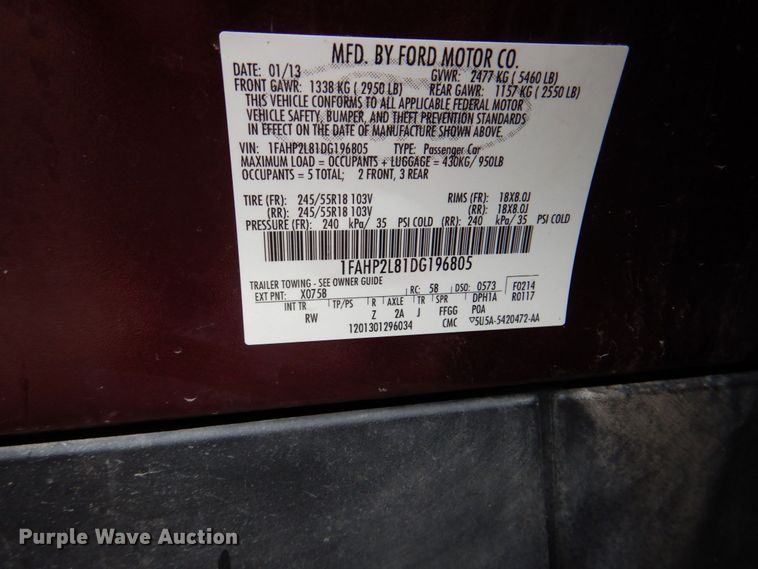 MFD. BY FORD MOTOR CO.
DATE: 01/13 GVWR: 2477 KG ( 5460 LB)
FRONT GAWR: 1338 KG ( 2950 LB) REAR GAWR: 1157 KG ( 2550 LB)
THIS VEHICLE CONFORMS TO ALL APPLICABLE FEDERAL MOTOR
VEHICLE SAFETY, BUMPER, AND THEFT PREVENTION STANDARDS
IN EFFECT ON THE DATE OF MANUFACTURE SHOWN ABOVE.
VIN: 1FAHP2L81DG196805 TYPE: Passenger Car
MAXIMUM LOAD = OCCUPANTS + LUGGAGE = 430KG/ 950LB
OCCUPANTS = 5 TOTAL; 2 FRONT, 3 REAR
TIRE (FR): 245/55R18 103V RIMS (FR): 18X8.0J
(RR): 245/55R18 103V (RR): 18X8.0J
PRESSURE (FR): 240 kPa/ 35 PSI COLD (RR): 240 kPa/ 35 PSI COLD
1FAHP2L81DG196805
TRAILER TOWING - SEE OWNER GUIDE
EXT PNT: X0758 RC: 58 DSO: 0573 F0214
INT TR TP/PS R AXLE TR SPR DPH1A R0117
RW Z 2A J FFGG POA
1201301296034 CMC ▽5U5A-5420472-AA
Purple Wave Auction